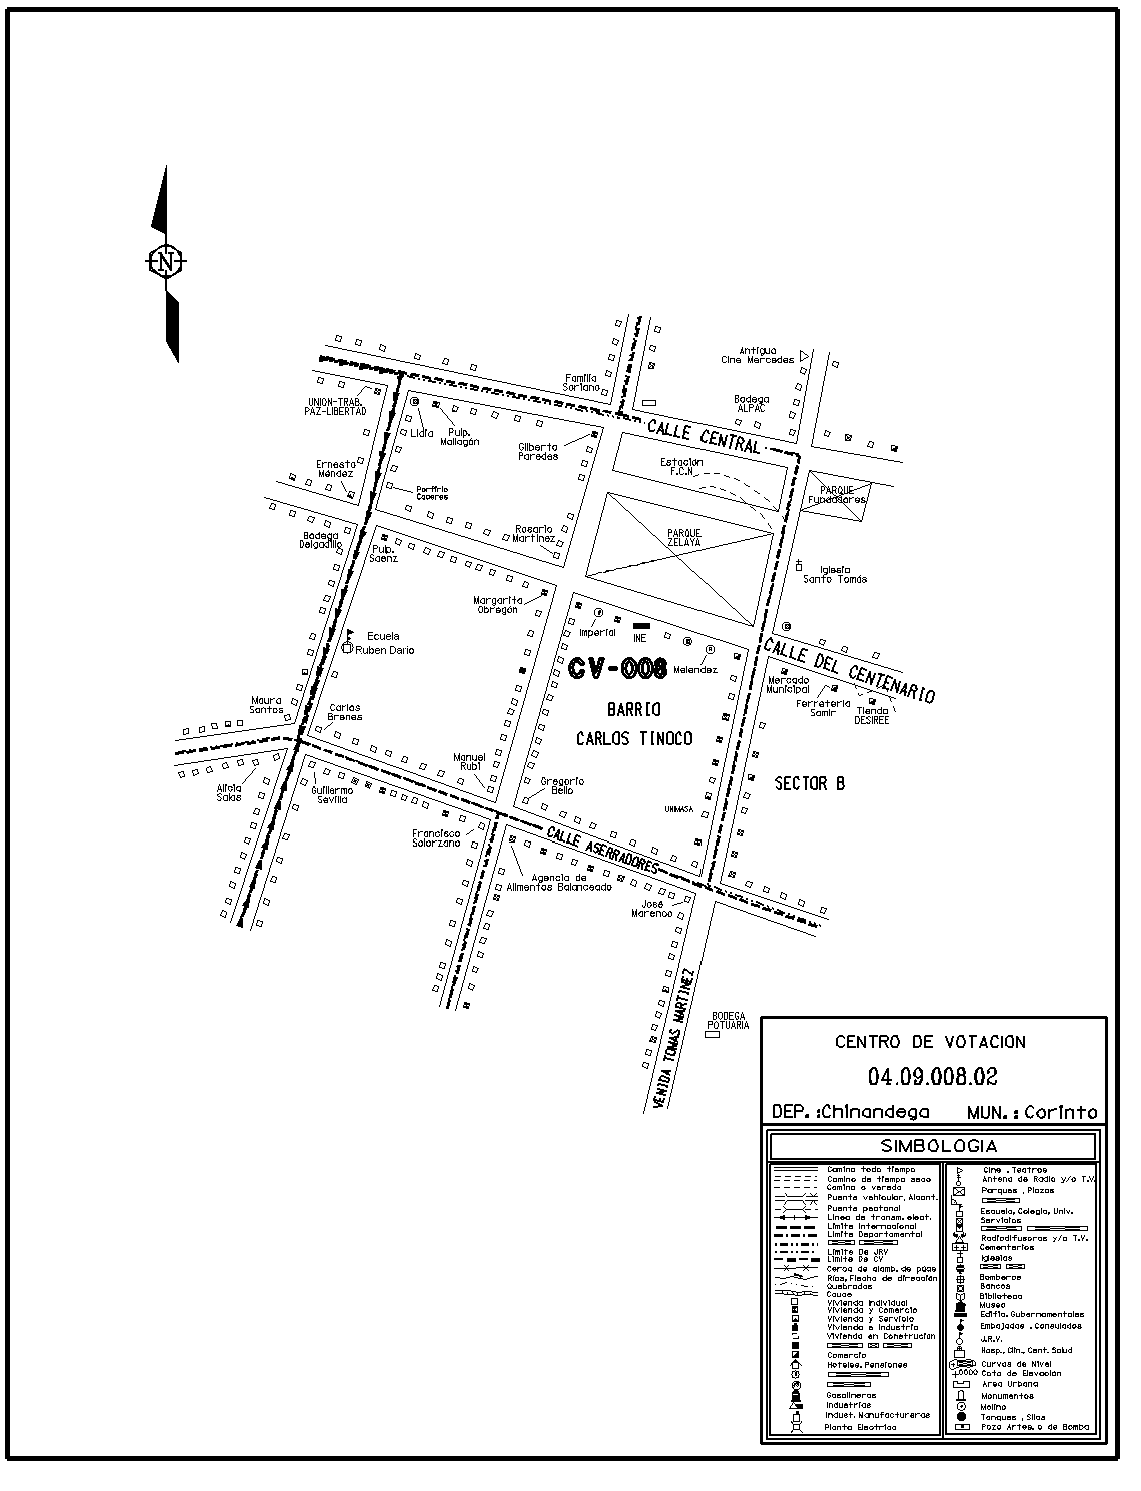 N
Antigua
Cine Mercedes
Familia
Soriano
Bodega
ALPAC
UNION-TRAB.
PAZ-LIBERTAD
Lidia
Pulp.
Mallagón
Gilberto
Paredes
CALLE CENTRAL
Estación
F.C.N
Ernesto
Méndez
Porfirio
Caceres
PARQUE
Fundadores
Rosario
Martínez
PARQUE
ZELAYA
Bodega
Delgadillo
Pulp.
Saenz
Iglesia
Santo Tomás
Margarita
Obregón
Imperial
INE
Ecuela
Ruben Dario
CV-008
Melendez
CALLE DEL CENTENARIO
Mercado
Municipal
Ferreteria
Samir
Tienda
DESIREE
Maura
Santos
Carlos
Brenes
BARRIO
CARLOS TINOCO
Manuel
Rubí
Gregorio
Bello
SECTOR B
Alicia
Salas
Guillermo
Sevilla
UNIMASA
Francisco
Solorzano
CALLE ASERRADORES
Agencia de
Alimentos Balanceado
José
Marenco
VENIDA TOMAS MARTINEZ
BODEGA
POTUARIA
CENTRO DE VOTACION
04.09.008.02
DEP.:Chinandega MUN.: Corinto
SIMBOLOGIA
Camino todo tiempo
Camino de tiempo seco
Camino o vereda
Puente vehicular, Alcant.
Puente peatonal
Linea de transm. elect.
Limite Internacional
Limite Departamental
Limite De JRV
Limite De CV
Cerca de alamb. de púas
Ríos, Flecha de dirección
Quebradas
Cauce
Vivienda Individual
Vivienda y Comercio
Vivienda y Servicio
Vivienda e Industria
Vivienda en Construcion
Comercio
Hoteles, Pensiones
Gasolineras
Industrias
Indust. Manufactureras
Planta Electrica
Cine , Teatros
Antena de Radio y/o T.V.
Parques , Plazas
Escuela, Colegio, Univ.
Servicios
Radiodifusoras y/o T.V.
Cementerios
Iglesias
Bomberos
Bancos
Biblioteca
Museo
Edific. Gubernamentales
Embajadas , Consulados
J.R.V.
Hosp., Clin., Cent. Salud
Curvas de Nivel
Cota de Elevación
Area Urbana
Monumentos
Molino
Tanques , Silos
Pozo Artes. o de Bomba